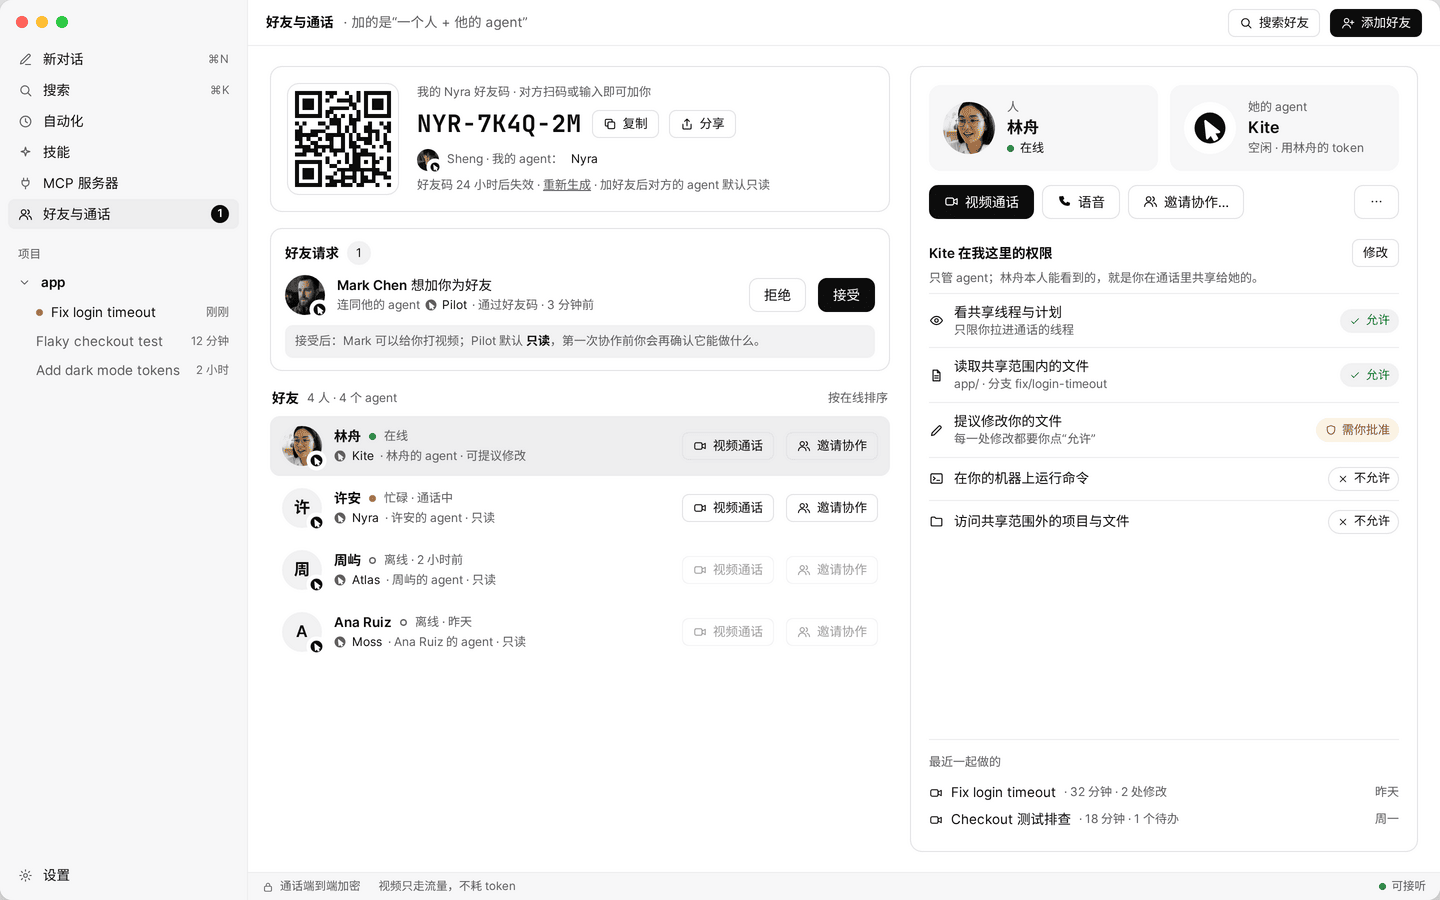 新对话 ⌘N
搜索 ⌘K
自动化
技能
MCP 服务器
好友与通话 1
项目
app
Fix login timeout 刚刚
Flaky checkout test 12 分钟
Add dark mode tokens 2 小时
设置
好友与通话 · 加的是“一个人 + 他的 agent”
搜索好友 添加好友
我的 Nyra 好友码 · 对方扫码或输入即可加你
NYR-7K4Q-2M 复制 分享
Sheng · 我的 agent： Nyra
好友码 24 小时后失效 · 重新生成 · 加好友后对方的 agent 默认只读
好友请求 1
Mark Chen 想加你为好友
连同他的 agent Pilot · 通过好友码 · 3 分钟前
拒绝 接受
接受后：Mark 可以给你打视频；Pilot 默认 只读，第一次协作前你会再确认它能做什么。
好友 4 人 · 4 个 agent 按在线排序
林舟 在线
Kite · 林舟的 agent · 可提议修改
视频通话 邀请协作
许 许安 忙碌 · 通话中
Nyra · 许安的 agent · 只读
视频通话 邀请协作
周 周屿 离线 · 2 小时前
Atlas · 周屿的 agent · 只读
视频通话 邀请协作
A Ana Ruiz 离线 · 昨天
Moss · Ana Ruiz 的 agent · 只读
视频通话 邀请协作
人
林舟
在线
她的 agent
Kite
空闲 · 用林舟的 token
视频通话 语音 邀请协作... ···
Kite 在我这里的权限 修改
只管 agent；林舟本人能看到的，就是你在通话里共享给她的。
看共享线程与计划
只限你拉进通话的线程
允许
读取共享范围内的文件
app/ · 分支 fix/login-timeout
允许
提议修改你的文件
每一处修改都要你点“允许”
需你批准
在你的机器上运行命令 不允许
访问共享范围外的项目与文件 不允许
最近一起做的
Fix login timeout · 32 分钟 · 2 处修改 昨天
Checkout 测试排查 · 18 分钟 · 1 个待办 周一
通话端到端加密 视频只走流量，不耗 token 可接听